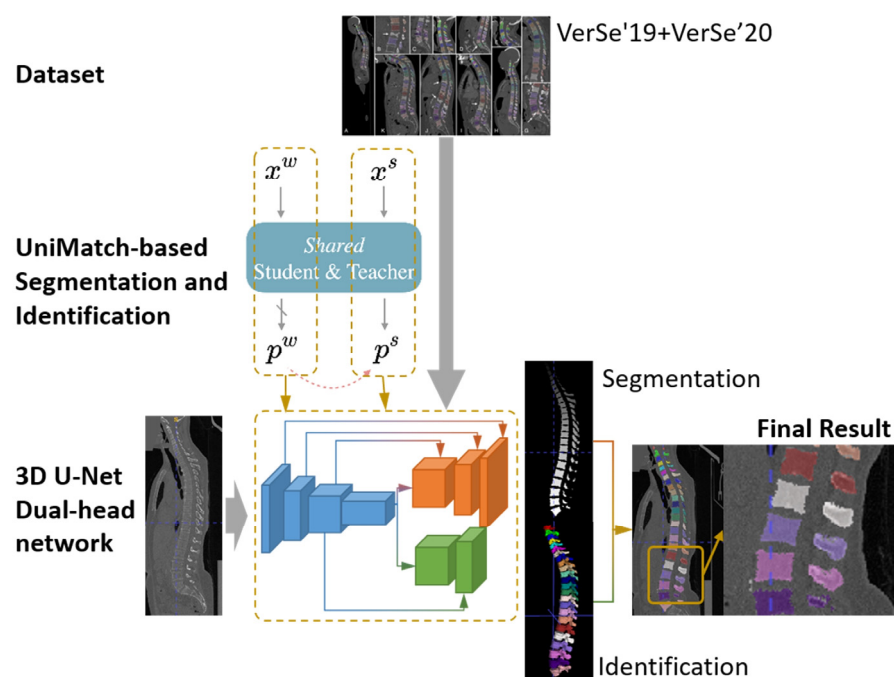 VerSe'19+VerSe’20
Dataset
x^w
x^s
UniMatch-based
Segmentation and
Identification
Shared
Student & Teacher
p^w
p^s
Segmentation
Final Result
3D U-Net
Dual-head
network
Identification